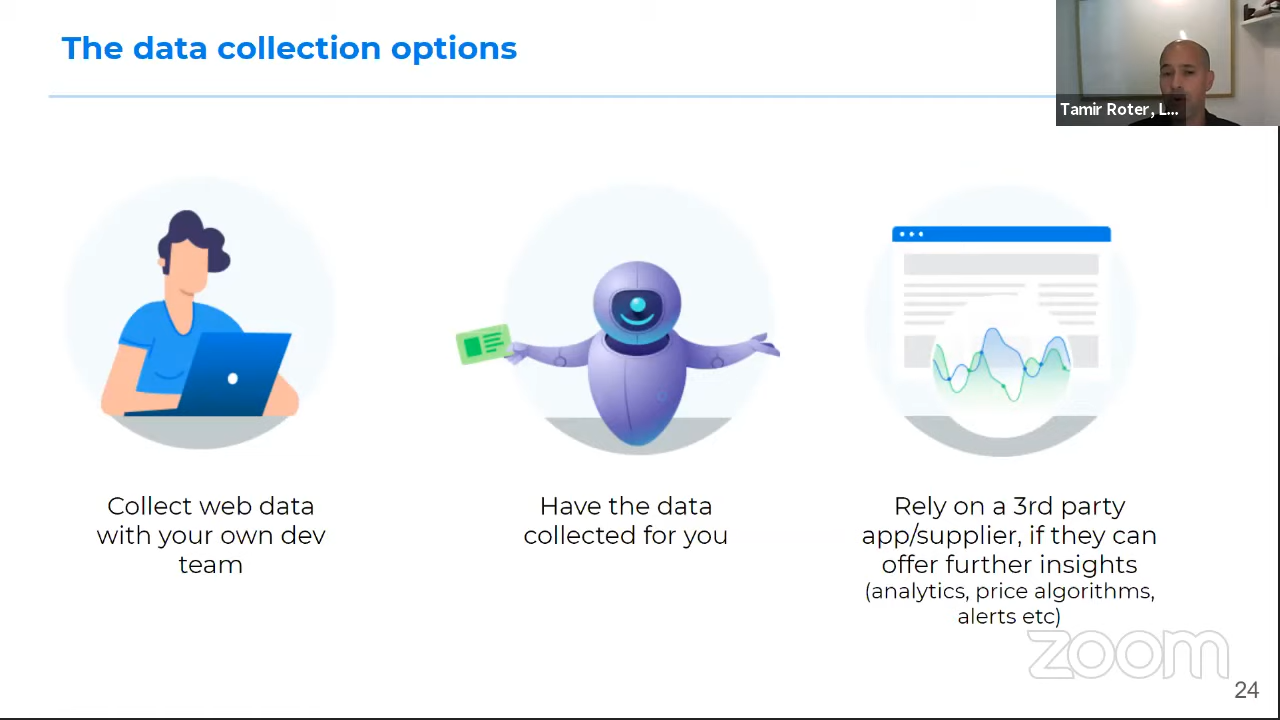 The data collection options
Tamir Roter, L...
Collect web data
with your own dev
team
Have the data
collected for you
Rely on a 3rd party
app/supplier, if they can
offer further insights
(analytics, price algorithms,
alerts etc)
zoom
24